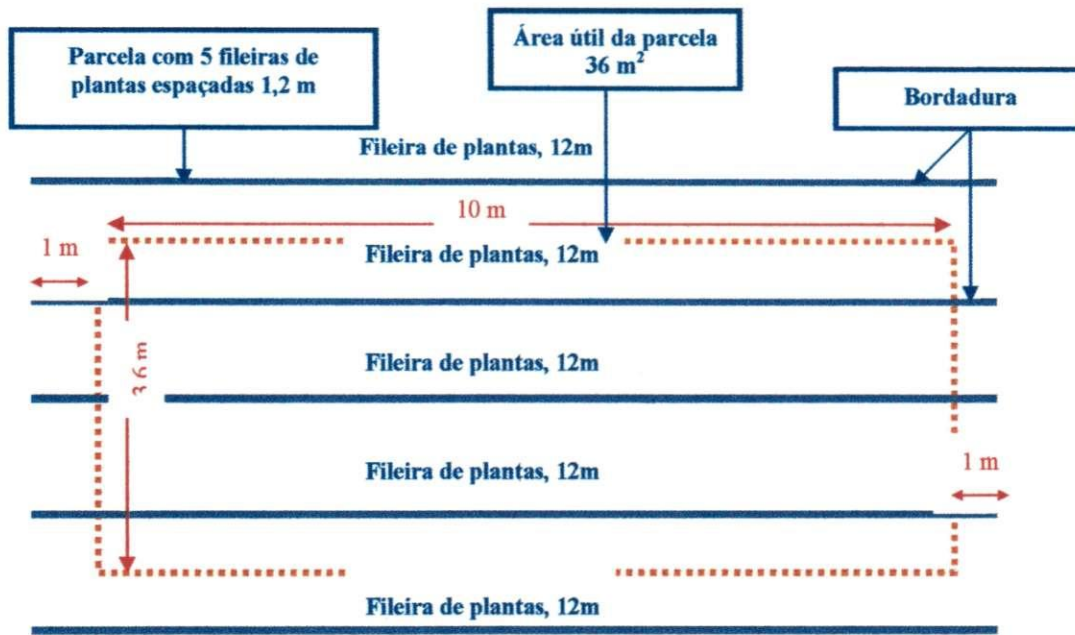 Parcela com 5 fileiras de
plantas espaçadas 1,2 m
Área útil da parcela
36 m²
Bordadura
Fileira de plantas, 12m
10 m
1 m
Fileira de plantas, 12m
3,6 m
Fileira de plantas, 12m
Fileira de plantas, 12m
1 m
Fileira de plantas, 12m